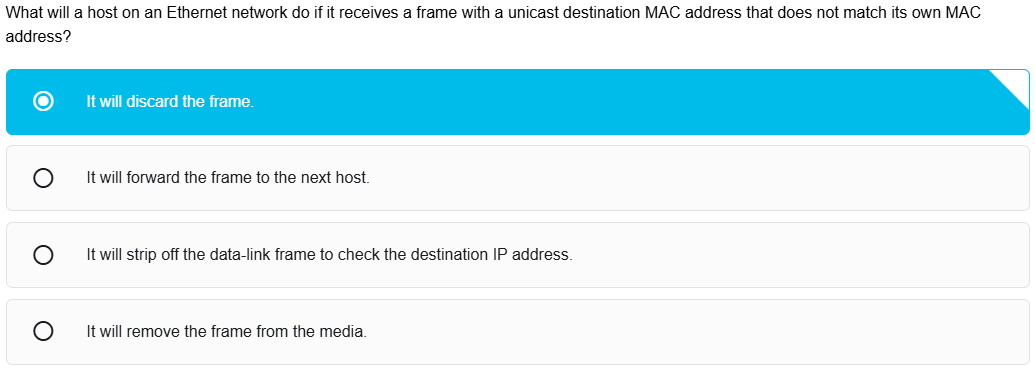 What will a host on an Ethernet network do if it receives a frame with a unicast destination MAC address that does not match its own MAC
address?
It will discard the frame.
It will forward the frame to the next host.
It will strip off the data-link frame to check the destination IP address.
It will remove the frame from the media.